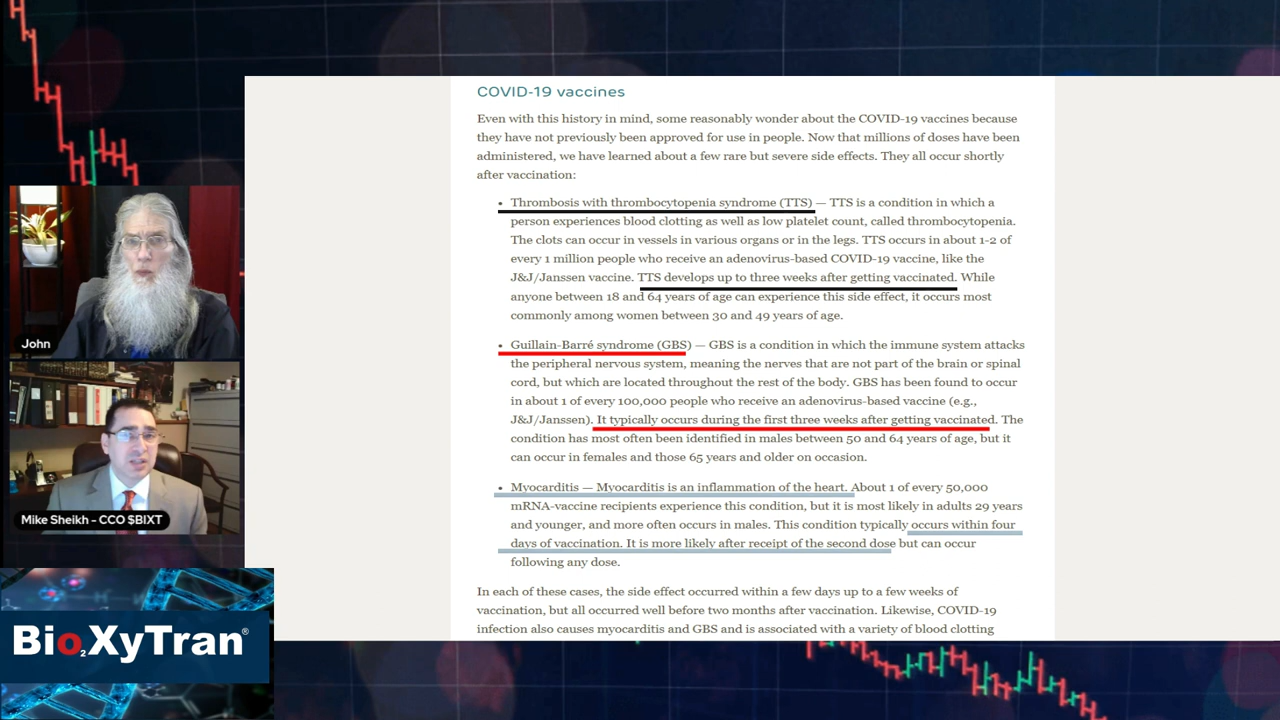 COVID-19 vaccines
Even with this history in mind, some reasonably wonder about the COVID-19 vaccines because
they have not previously been approved for use in people. Now that millions of doses have been
administered, we have learned about a few rare but severe side effects. They all occur shortly
after vaccination:
• Thrombosis with thrombocytopenia syndrome (TTS) — TTS is a condition in which a
person experiences blood clotting as well as low platelet count, called thrombocytopenia.
The clots can occur in vessels in various organs or in the legs. TTS occurs in about 1-2 of
every 1 million people who receive an adenovirus-based COVID-19 vaccine, like the
J&J/Janssen vaccine. TTS develops up to three weeks after getting vaccinated. While
anyone between 18 and 64 years of age can experience this side effect, it occurs most
commonly among women between 30 and 49 years of age.
• Guillain-Barré syndrome (GBS) — GBS is a condition in which the immune system attacks
the peripheral nervous system, meaning the nerves that are not part of the brain or spinal
cord, but which are located throughout the rest of the body. GBS has been found to occur
in about 1 of every 100,000 people who receive an adenovirus-based vaccine (e.g.,
J&J/Janssen). It typically occurs during the first three weeks after getting vaccinated. The
condition has most often been identified in males between 50 and 64 years of age, but it
can occur in females and those 65 years and older on occasion.
• Myocarditis — Myocarditis is an inflammation of the heart. About 1 of every 50,000
mRNA-vaccine recipients experience this condition, but it is most likely in adults 29 years
and younger, and more often occurs in males. This condition typically occurs within four
days of vaccination. It is more likely after receipt of the second dose but can occur
following any dose.
In each of these cases, the side effect occurred within a few days up to a few weeks of
vaccination, but all occurred well before two months after vaccination. Likewise, COVID-19
infection also causes myocarditis and GBS and is associated with a variety of blood clotting
John
Mike Sheikh - CCO $BIXT
BiO₂XyTran®